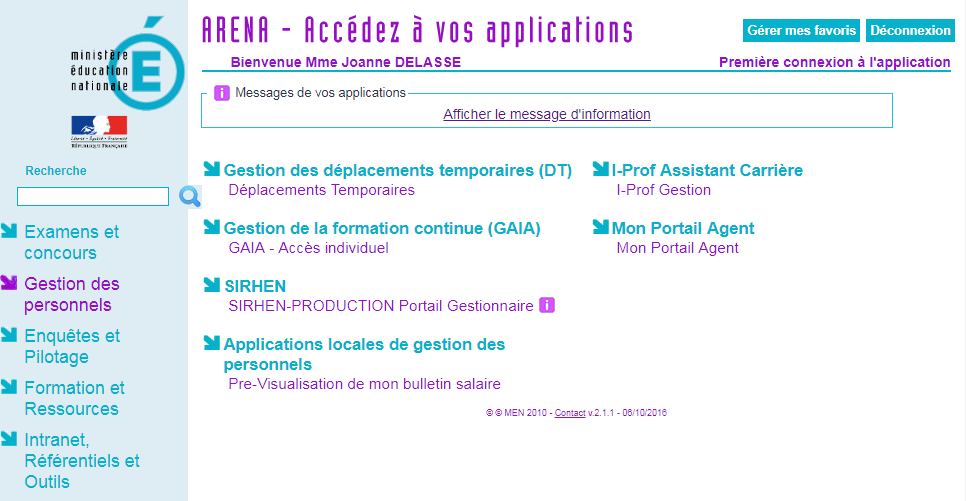 ministère
éducation
nationale
É
Liberté • Égalité • Fraternité
RÉPUBLIQUE FRANÇAISE
ARENA - Accédez à vos applications
Gérer mes favoris
Déconnexion
Bienvenue Mme Joanne DELASSE
Première connexion à l'application
i Messages de vos applications
Afficher le message d'information
Recherche
Examens et
concours
Gestion des
personnels
Enquêtes et
Pilotage
Formation et
Ressources
Intranet,
Référentiels et
Outils
Gestion des déplacements temporaires (DT)
Déplacements Temporaires
Gestion de la formation continue (GAIA)
GAIA - Accès individuel
SIRHEN
SIRHEN-PRODUCTION Portail Gestionnaire i
Applications locales de gestion des
personnels
Pre-Visualisation de mon bulletin salaire
I-Prof Assistant Carrière
I-Prof Gestion
Mon Portail Agent
Mon Portail Agent
© © MEN 2010 - Contact v.2.1.1 - 06/10/2016